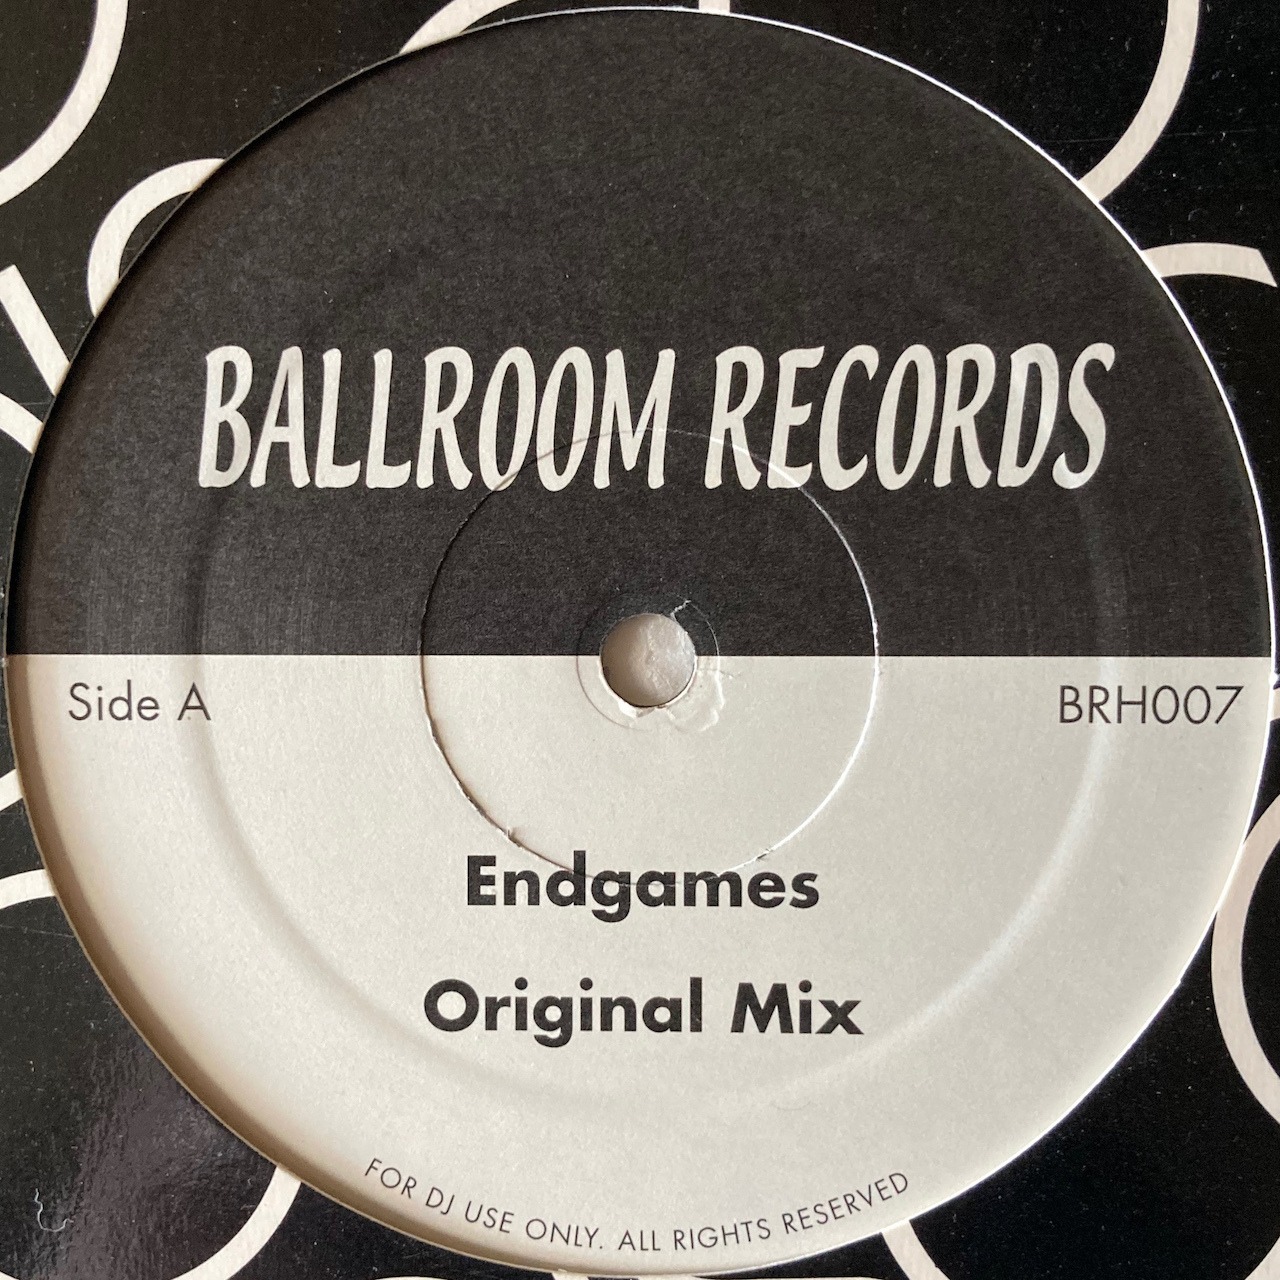 BALLROOM RECORDS
Side A
BRH007
Endgames
Original Mix
FOR DJ USE ONLY. ALL RIGHTS RESERVED